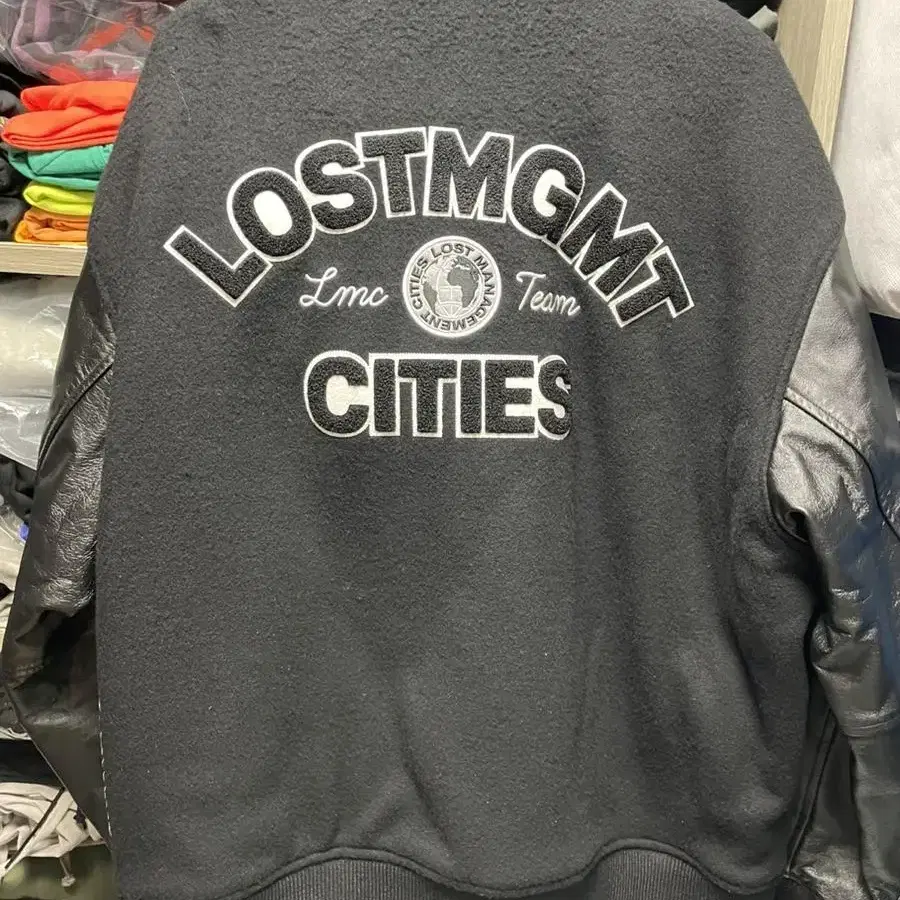 LOSTMGMT
Lmc
LOST MANAGEMENT CITIES
Team
CITIES